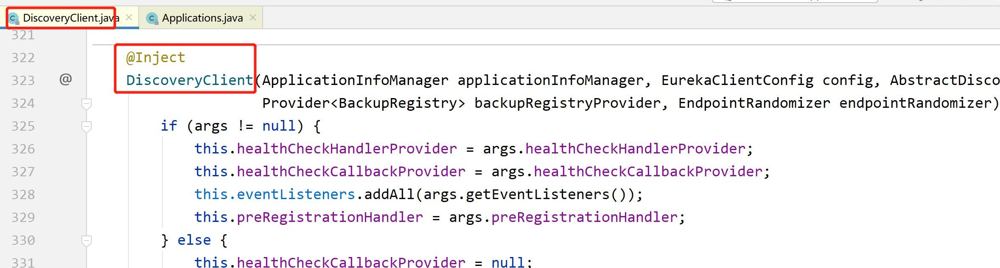 DiscoveryClient.java
Applications.java
321
322 @Inject
323 @ DiscoveryClient(ApplicationInfoManager applicationInfoManager, EurekaClientConfig config, AbstractDisco
324 Provider<BackupRegistry> backupRegistryProvider, EndpointRandomizer endpointRandomizer)
325 if (args != null) {
326 this.healthCheckHandlerProvider = args.healthCheckHandlerProvider;
327 this.healthCheckCallbackProvider = args.healthCheckCallbackProvider;
328 this.eventListeners.addAll(args.getEventListeners());
329 this.preRegistrationHandler = args.preRegistrationHandler;
330 } else {
331 this.healthCheckCallbackProvider = null;